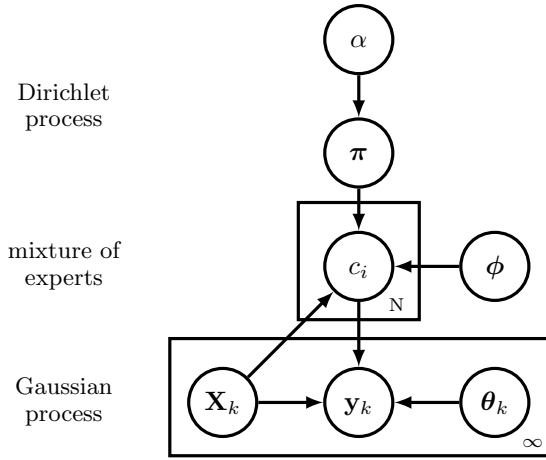 α
Dirichlet
process
π
mixture of
experts
c_i
ϕ
N
Gaussian
process
X_k
y_k
θ_k
∞